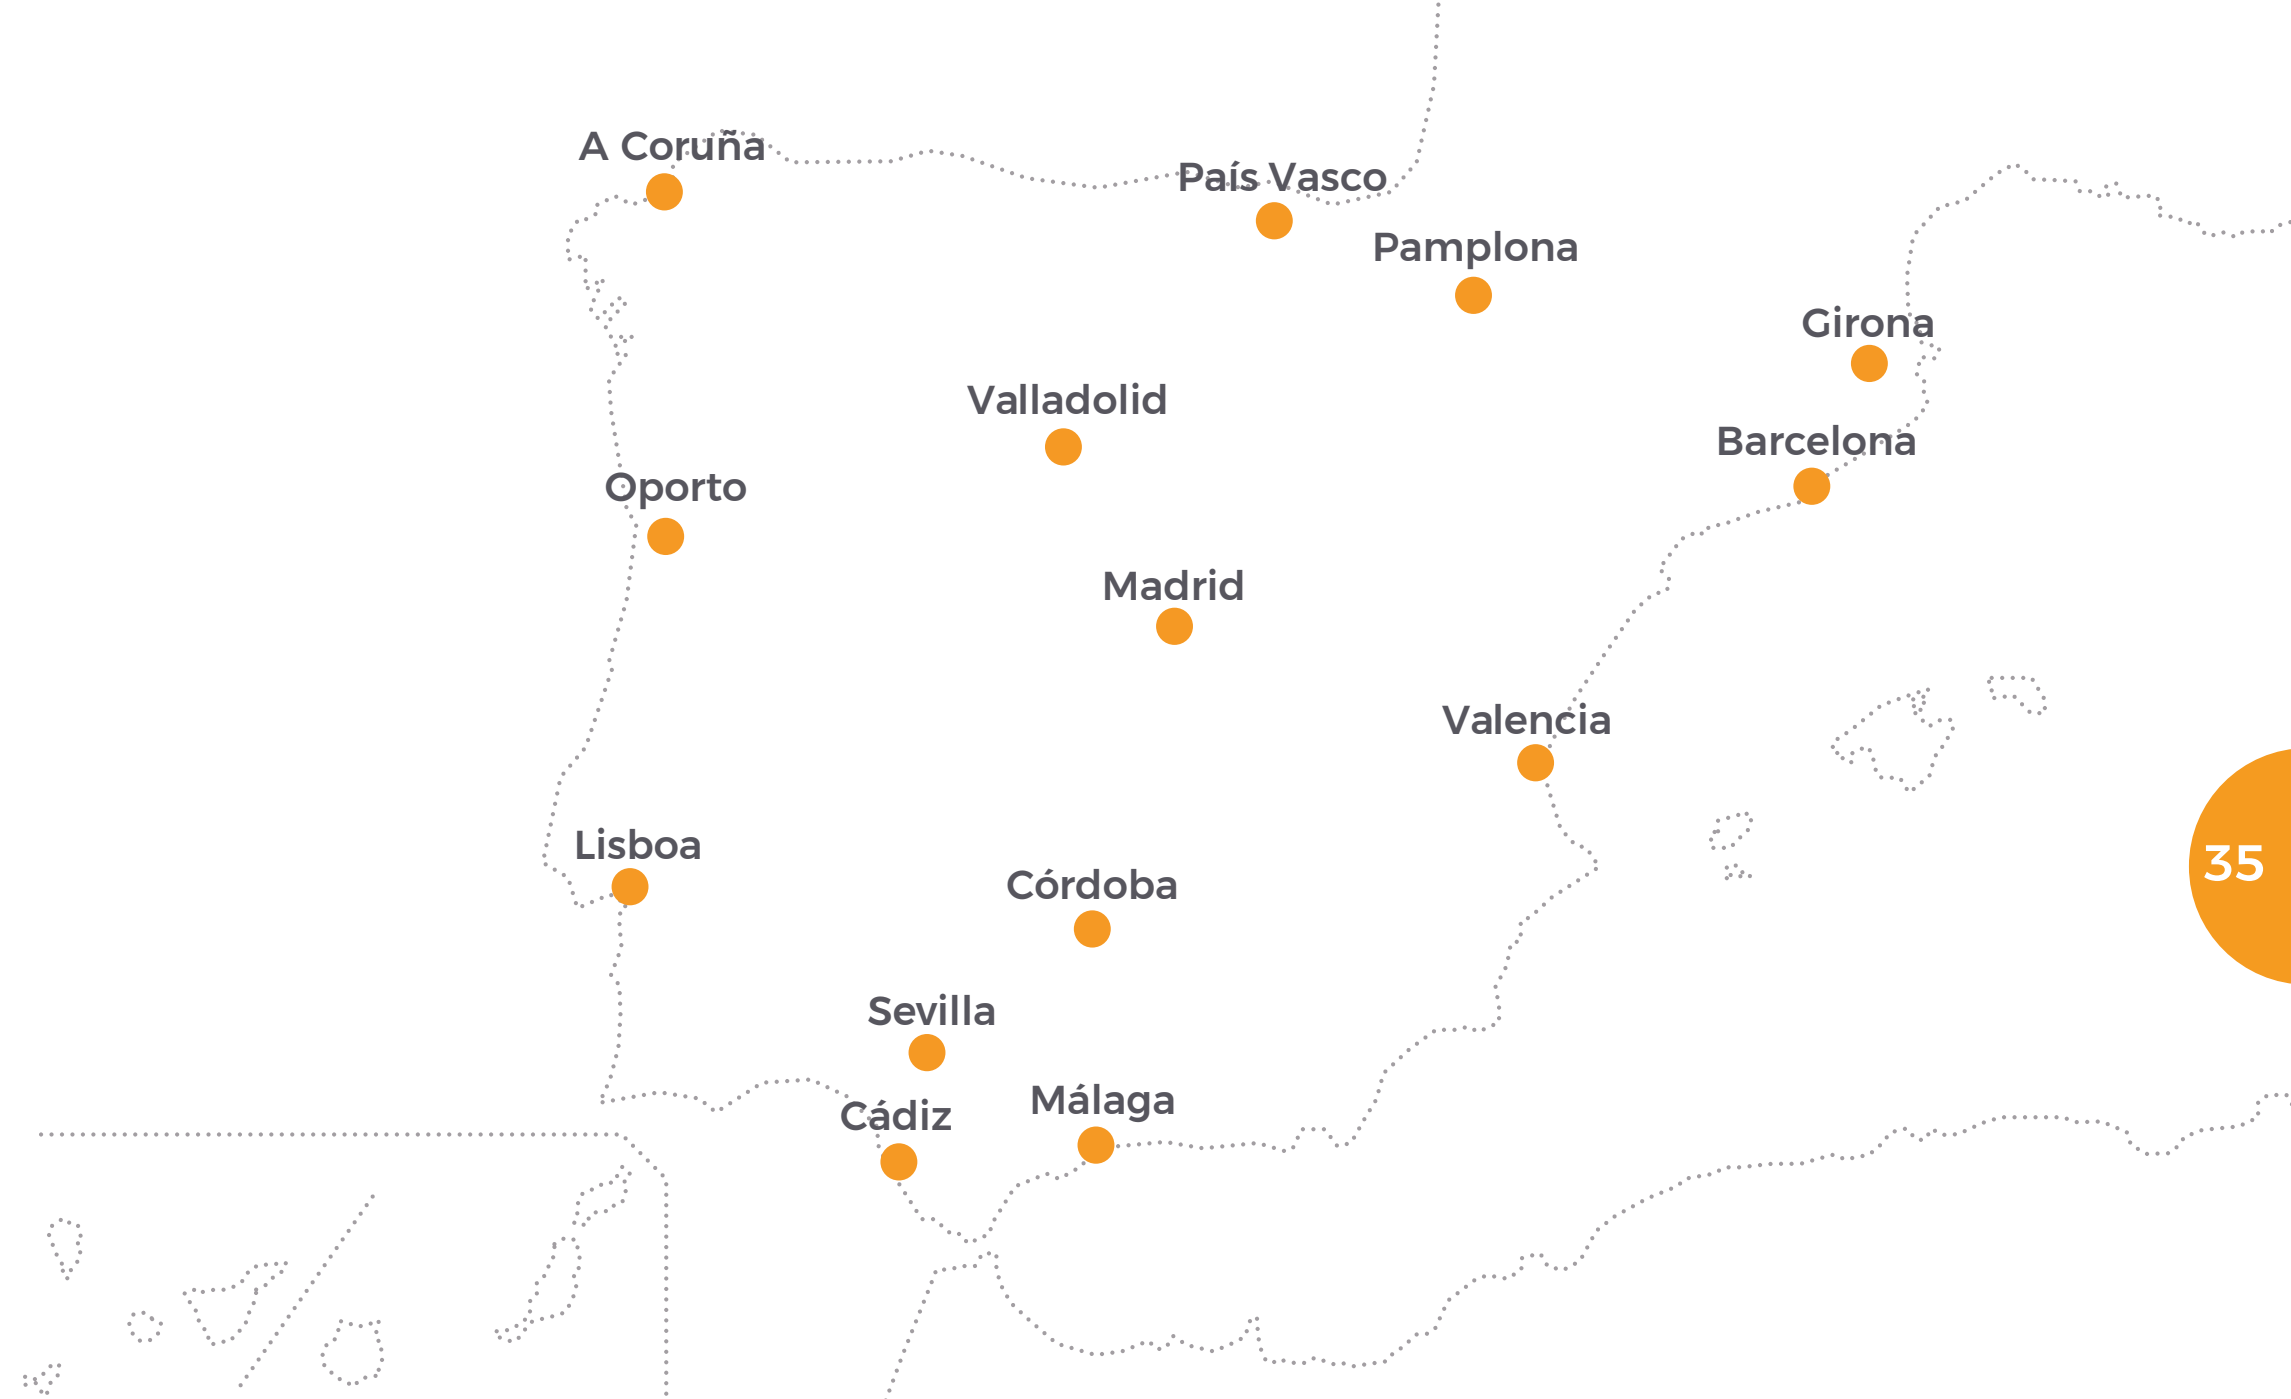 A Coruña
País Vasco
Pamplona
Girona
Valladolid
Barcelona
Oporto
Madrid
Valencia
Lisboa
35
Córdoba
Sevilla
Málaga
Cádiz